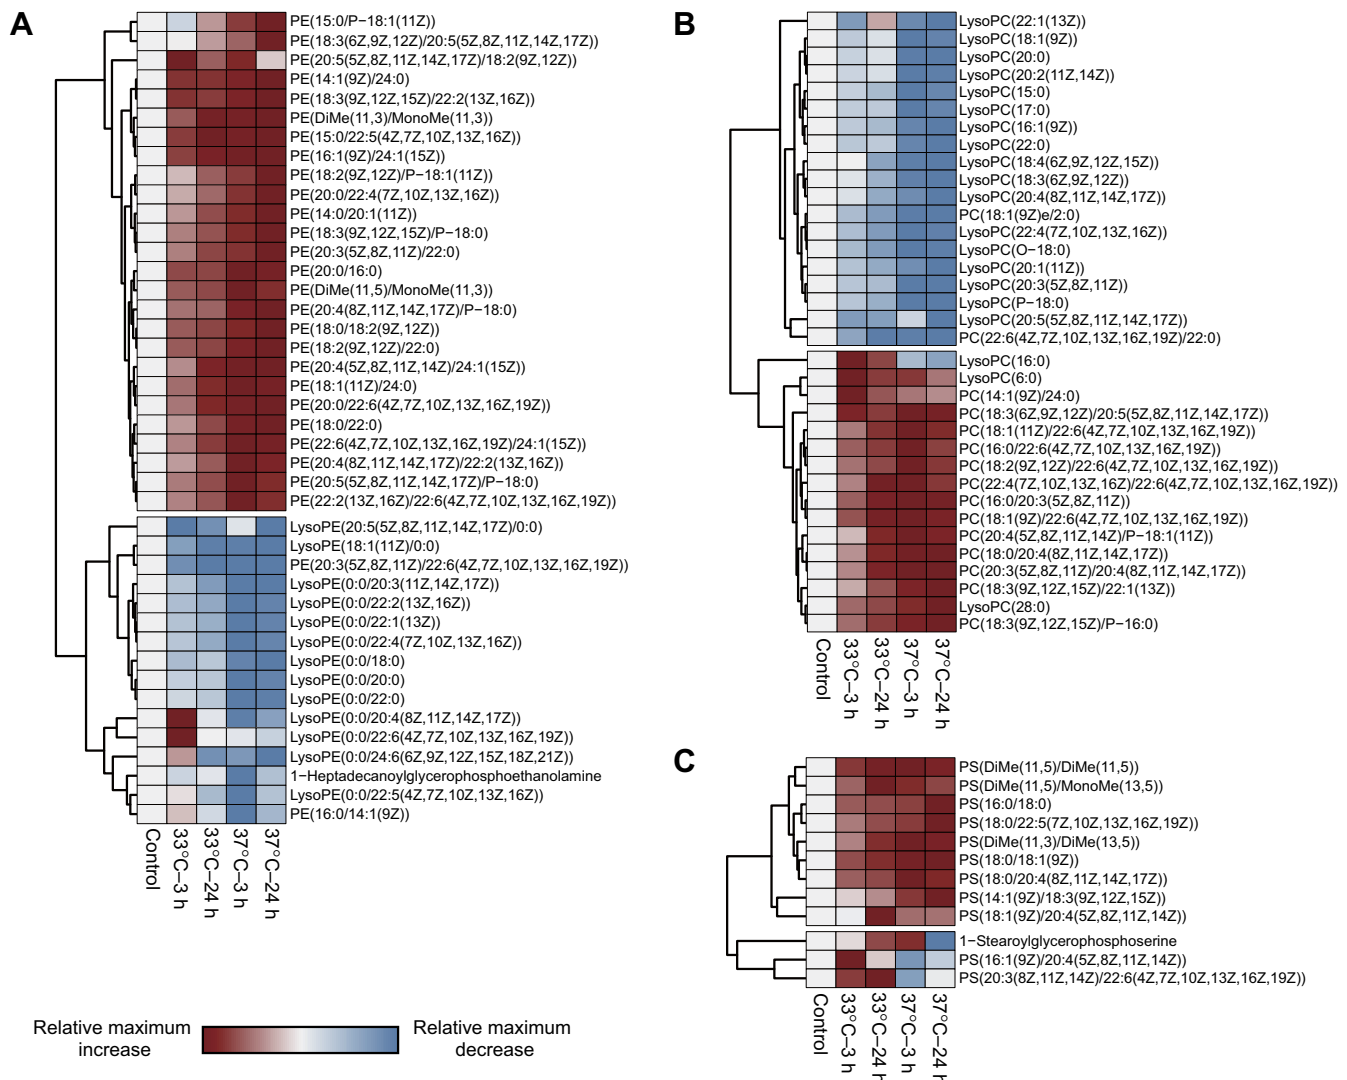 A
PE(15:0/P−18:1(11Z))
PE(18:3(6Z,9Z,12Z)/20:5(5Z,8Z,11Z,14Z,17Z))
PE(20:5(5Z,8Z,11Z,14Z,17Z)/18:2(9Z,12Z))
PE(14:1(9Z)/24:0)
PE(18:3(9Z,12Z,15Z)/22:2(13Z,16Z))
PE(DiMe(11,3)/MonoMe(11,3))
PE(15:0/22:5(4Z,7Z,10Z,13Z,16Z))
PE(16:1(9Z)/24:1(15Z))
PE(18:2(9Z,12Z)/P−18:1(11Z))
PE(20:0/22:4(7Z,10Z,13Z,16Z))
PE(14:0/20:1(11Z))
PE(18:3(9Z,12Z,15Z)/P−18:0)
PE(20:3(5Z,8Z,11Z)/22:0)
PE(20:0/16:0)
PE(DiMe(11,5)/MonoMe(11,3))
PE(20:4(8Z,11Z,14Z,17Z)/P−18:0)
PE(18:0/18:2(9Z,12Z))
PE(18:2(9Z,12Z)/22:0)
PE(20:4(5Z,8Z,11Z,14Z)/24:1(15Z))
PE(18:1(11Z)/24:0)
PE(20:0/22:6(4Z,7Z,10Z,13Z,16Z,19Z))
PE(18:0/22:0)
PE(22:6(4Z,7Z,10Z,13Z,16Z,19Z)/24:1(15Z))
PE(20:4(8Z,11Z,14Z,17Z)/22:2(13Z,16Z))
PE(20:5(5Z,8Z,11Z,14Z,17Z)/P−18:0)
PE(22:2(13Z,16Z)/22:6(4Z,7Z,10Z,13Z,16Z,19Z))
LysoPE(20:5(5Z,8Z,11Z,14Z,17Z)/0:0)
LysoPE(18:1(11Z)/0:0)
PE(20:3(5Z,8Z,11Z)/22:6(4Z,7Z,10Z,13Z,16Z,19Z))
LysoPE(0:0/20:3(11Z,14Z,17Z))
LysoPE(0:0/22:2(13Z,16Z))
LysoPE(0:0/22:1(13Z))
LysoPE(0:0/22:4(7Z,10Z,13Z,16Z))
LysoPE(0:0/18:0)
LysoPE(0:0/20:0)
LysoPE(0:0/22:0)
LysoPE(0:0/20:4(8Z,11Z,14Z,17Z))
LysoPE(0:0/22:6(4Z,7Z,10Z,13Z,16Z,19Z))
LysoPE(0:0/24:6(6Z,9Z,12Z,15Z,18Z,21Z))
1−Heptadecanoylglycerophosphoethanolamine
LysoPE(0:0/22:5(4Z,7Z,10Z,13Z,16Z))
PE(16:0/14:1(9Z))
Control
33°C–3 h
33°C–24 h
37°C–3 h
37°C–24 h
Relative maximum
increase
Relative maximum
decrease
B
LysoPC(22:1(13Z))
LysoPC(18:1(9Z))
LysoPC(20:0)
LysoPC(20:2(11Z,14Z))
LysoPC(15:0)
LysoPC(17:0)
LysoPC(16:1(9Z))
LysoPC(22:0)
LysoPC(18:4(6Z,9Z,12Z,15Z))
LysoPC(18:3(6Z,9Z,12Z))
LysoPC(20:4(8Z,11Z,14Z,17Z))
PC(18:1(9Z)e/2:0)
LysoPC(22:4(7Z,10Z,13Z,16Z))
LysoPC(O−18:0)
LysoPC(20:1(11Z))
LysoPC(20:3(5Z,8Z,11Z))
LysoPC(P−18:0)
LysoPC(20:5(5Z,8Z,11Z,14Z,17Z))
PC(22:6(4Z,7Z,10Z,13Z,16Z,19Z)/22:0)
LysoPC(16:0)
LysoPC(6:0)
PC(14:1(9Z)/24:0)
PC(18:3(6Z,9Z,12Z)/20:5(5Z,8Z,11Z,14Z,17Z))
PC(18:1(11Z)/22:6(4Z,7Z,10Z,13Z,16Z,19Z))
PC(16:0/22:6(4Z,7Z,10Z,13Z,16Z,19Z))
PC(18:2(9Z,12Z)/22:6(4Z,7Z,10Z,13Z,16Z,19Z))
PC(22:4(7Z,10Z,13Z,16Z)/22:6(4Z,7Z,10Z,13Z,16Z,19Z))
PC(16:0/20:3(5Z,8Z,11Z))
PC(18:1(9Z)/22:6(4Z,7Z,10Z,13Z,16Z,19Z))
PC(20:4(5Z,8Z,11Z,14Z)/P−18:1(11Z))
PC(18:0/20:4(8Z,11Z,14Z,17Z))
PC(20:3(5Z,8Z,11Z)/20:4(8Z,11Z,14Z,17Z))
PC(18:3(9Z,12Z,15Z)/22:1(13Z))
LysoPC(28:0)
PC(18:3(9Z,12Z,15Z)/P−16:0)
Control
33°C–3 h
33°C–24 h
37°C–3 h
37°C–24 h
C
PS(DiMe(11,5)/DiMe(11,5))
PS(DiMe(11,5)/MonoMe(13,5))
PS(16:0/18:0)
PS(18:0/22:5(7Z,10Z,13Z,16Z,19Z))
PS(DiMe(11,3)/DiMe(13,5))
PS(18:0/18:1(9Z))
PS(18:0/20:4(8Z,11Z,14Z,17Z))
PS(14:1(9Z)/18:3(9Z,12Z,15Z))
PS(18:1(9Z)/20:4(5Z,8Z,11Z,14Z))
1−Stearoylglycerophosphoserine
PS(16:1(9Z)/20:4(5Z,8Z,11Z,14Z))
PS(20:3(8Z,11Z,14Z)/22:6(4Z,7Z,10Z,13Z,16Z,19Z))
Control
33°C–3 h
33°C–24 h
37°C–3 h
37°C–24 h